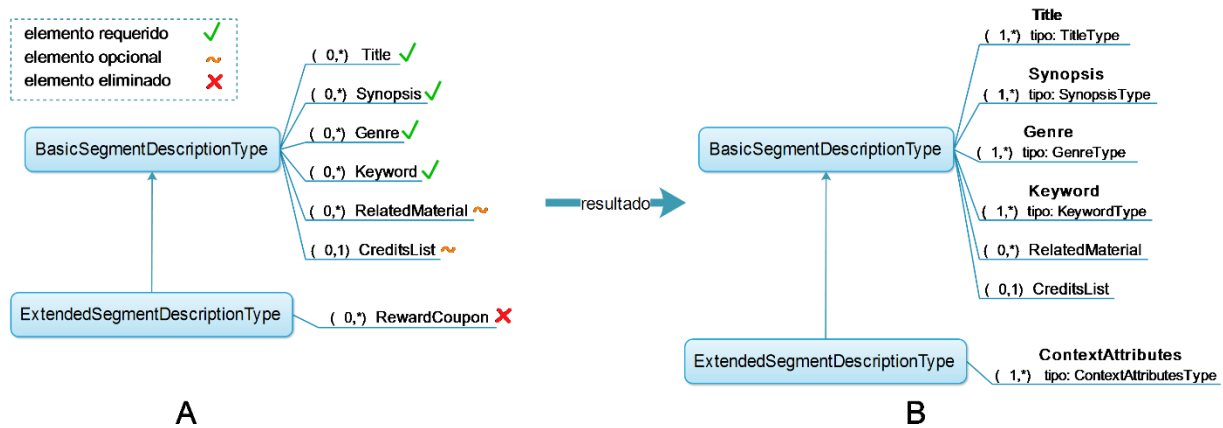 elemento requerido
elemento opcional
elemento eliminado
BasicSegmentDescriptionType
( 0,*) Title
( 0,*) Synopsis
( 0,*) Genre
( 0,*) Keyword
( 0,*) RelatedMaterial
( 0,1) CreditsList
ExtendedSegmentDescriptionType
( 0,*) RewardCoupon
A
resultado
BasicSegmentDescriptionType
Title
( 1,*) tipo: TitleType
Synopsis
( 1,*) tipo: SynopsisType
Genre
( 1,*) tipo: GenreType
Keyword
( 1,*) tipo: KeywordType
( 0,*) RelatedMaterial
( 0,1) CreditsList
ExtendedSegmentDescriptionType
ContextAttributes
( 1,*) tipo: ContextAttributesType
B